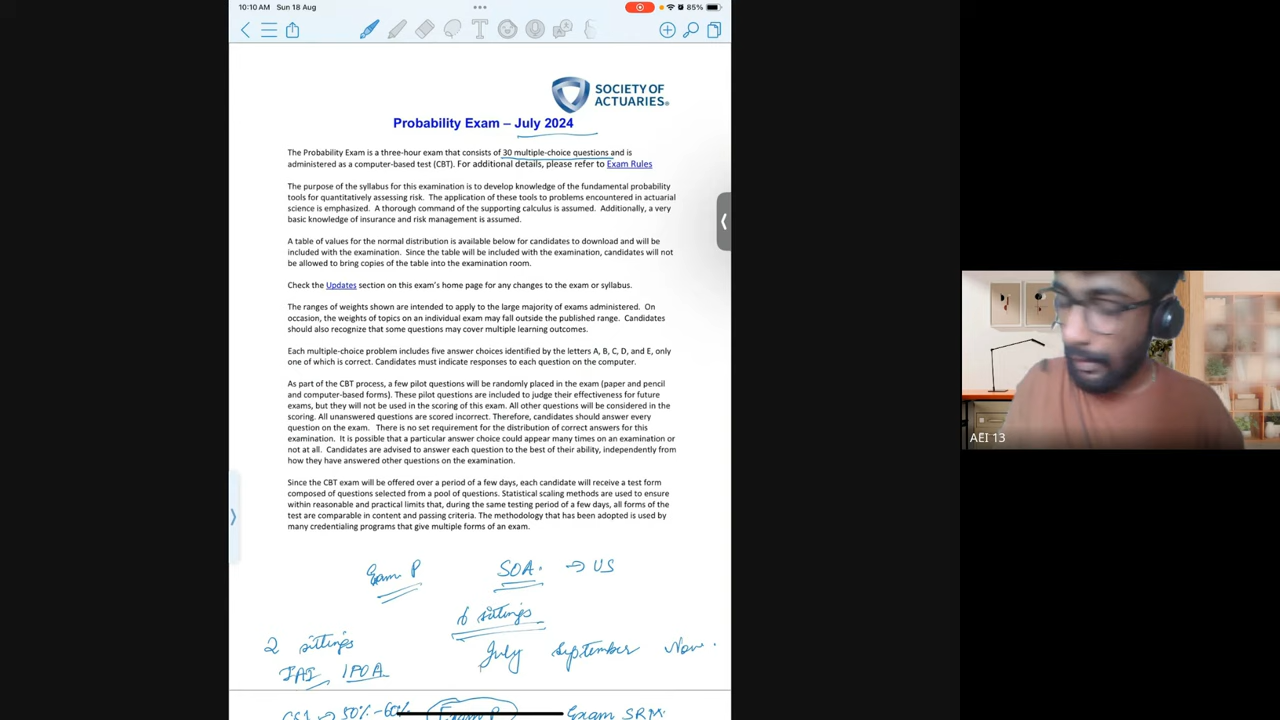 10:10 AM Sun 18 Aug
85%
SOCIETY OF
ACTUARIES®
Probability Exam – July 2024
The Probability Exam is a three-hour exam that consists of 30 multiple-choice questions and is
administered as a computer-based test (CBT). For additional details, please refer to Exam Rules
The purpose of the syllabus for this examination is to develop knowledge of the fundamental probability
tools for quantitatively assessing risk. The application of these tools to problems encountered in actuarial
science is emphasized. A thorough command of the supporting calculus is assumed. Additionally, a very
basic knowledge of insurance and risk management is assumed.
A table of values for the normal distribution is available below for candidates to download and will be
included with the examination. Since the table will be included with the examination, candidates will not
be allowed to bring copies of the table into the examination room.
Check the Updates section on this exam's home page for any changes to the exam or syllabus.
The ranges of weights shown are intended to apply to the large majority of exams administered. On
occasion, the weights of topics on an individual exam may fall outside the published range. Candidates
should also recognize that some questions may cover multiple learning outcomes.
Each multiple-choice problem includes five answer choices identified by the letters A, B, C, D, and E, only
one of which is correct. Candidates must indicate responses to each question on the computer.
As part of the CBT process, a few pilot questions will be randomly placed in the exam (paper and pencil
and computer-based forms). These pilot questions are included to judge their effectiveness for future
exams, but they will not be used in the scoring of this exam. All other questions will be considered in the
scoring. All unanswered questions are scored incorrect. Therefore, candidates should answer every
question on the exam. There is no set requirement for the distribution of correct answers for this
examination. It is possible that a particular answer choice could appear many times on an examination or
not at all. Candidates are advised to answer each question to the best of their ability, independently from
how they have answered other questions on the examination.
Since the CBT exam will be offered over a period of a few days, each candidate will receive a test form
composed of questions selected from a pool of questions. Statistical scaling methods are used to ensure
within reasonable and practical limits that, during the same testing period of a few days, all forms of the
test are comparable in content and passing criteria. The methodology that has been adopted is used by
many credentialing programs that give multiple forms of an exam.
Exam P SOA. → US
6 sittings
2 sittings July September Nov.
IAI IFOA
CS1 → 50% - 60% Exam P Exam SRM.
AEI 13